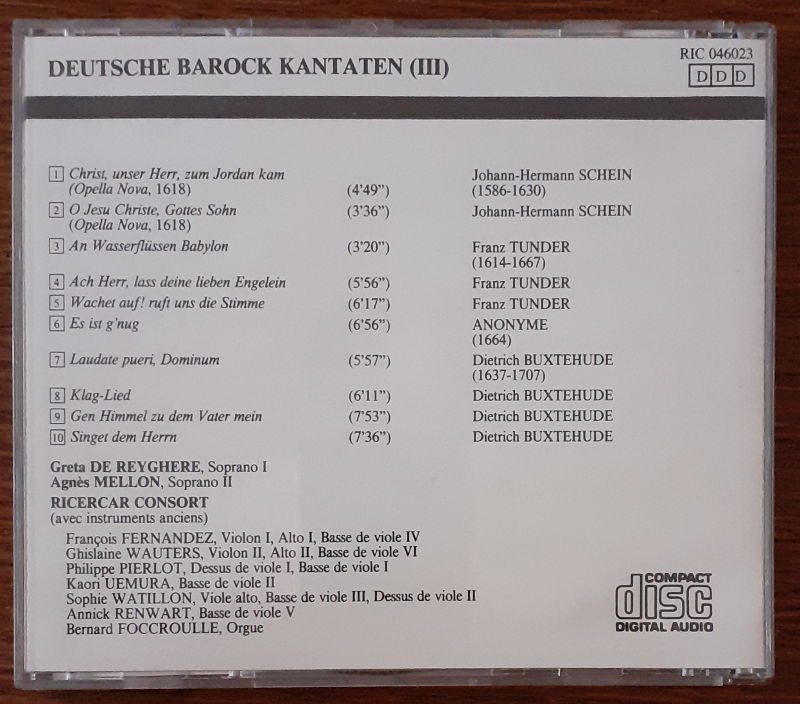 DEUTSCHE BAROCK KANTATEN (III)
RIC 046023
DDD
1 Christ, unser Herr, zum Jordan kam Johann-Hermann SCHEIN
(Opella Nova, 1618) (4'49”) (1586-1630)
2 O Jesu Christe, Gottes Sohn (3'36”) Johann-Hermann SCHEIN
(Opella Nova, 1618)
3 An Wasserflüssen Babylon (3'20”) Franz TUNDER
(1614-1667)
4 Ach Herr, lass deine lieben Engelein (5'56”) Franz TUNDER
5 Wachet auf! ruft uns die Stimme (6'17”) Franz TUNDER
6 Es ist g'nug (6'56”) ANONYME
(1664)
7 Laudate pueri, Dominum (5'57”) Dietrich BUXTEHUDE
(1637-1707)
8 Klag-Lied (6'11”) Dietrich BUXTEHUDE
9 Gen Himmel zu dem Vater mein (7'53”) Dietrich BUXTEHUDE
10 Singet dem Herrn (7'36”) Dietrich BUXTEHUDE
Greta DE REYGHERE, Soprano I
Agnès MELLON, Soprano II
RICERCAR CONSORT
(avec instruments anciens)
François FERNANDEZ, Violon I, Alto I, Basse de viole IV
Ghislaine WAUTERS, Violon II, Alto II, Basse de viole VI
Philippe PIERLOT, Dessus de viole I, Basse de viole I
Kaori UEMURA, Basse de viole II
Sophie WATILLON, Viole alto, Basse de viole III, Dessus de viole II
Annick RENWART, Basse de viole V
Bernard FOCCROULLE, Orgue
COMPACT
disc
DIGITAL AUDIO